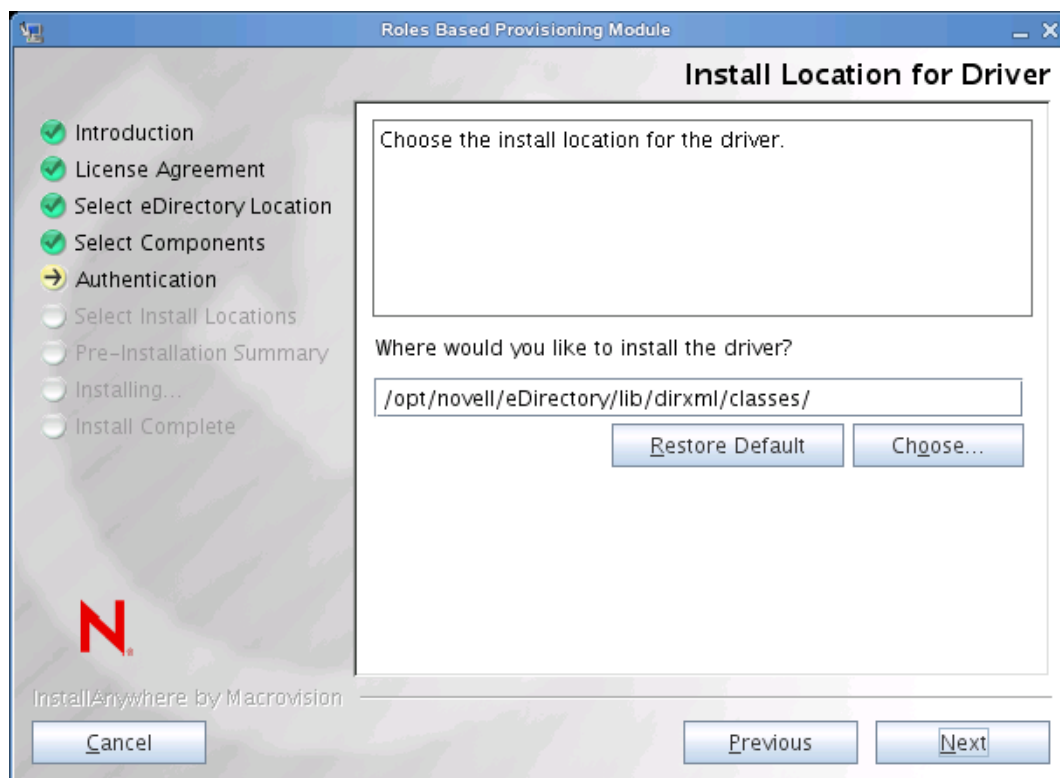 Roles Based Provisioning Module
Install Location for Driver
Introduction
License Agreement
Select eDirectory Location
Select Components
Authentication
Select Install Locations
Pre-Installation Summary
Installing...
Install Complete
Choose the install location for the driver.
Where would you like to install the driver?
/opt/novell/eDirectory/lib/dirxml/classes/
Restore Default
Choose...
N
InstallAnywhere by Macrovision
Cancel
Previous
Next